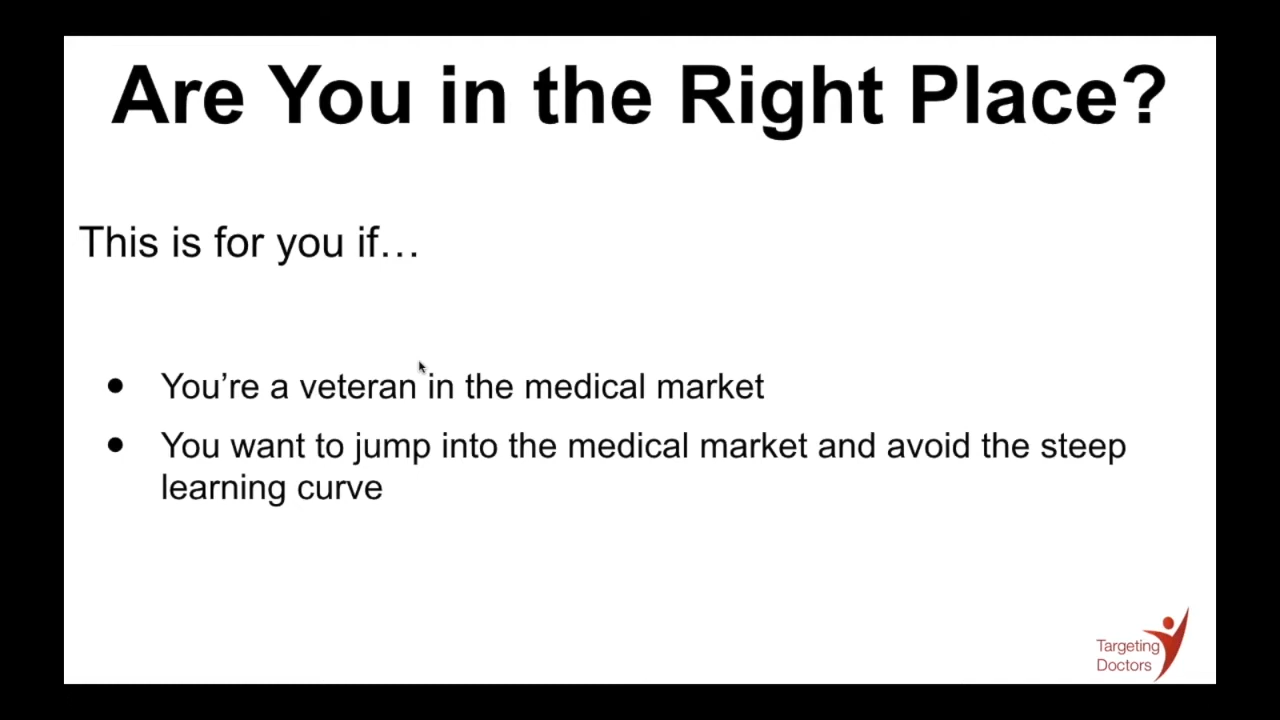 Are You in the Right Place?
This is for you if…
● You’re a veteran in the medical market
● You want to jump into the medical market and avoid the steep
learning curve
Targeting
Doctors